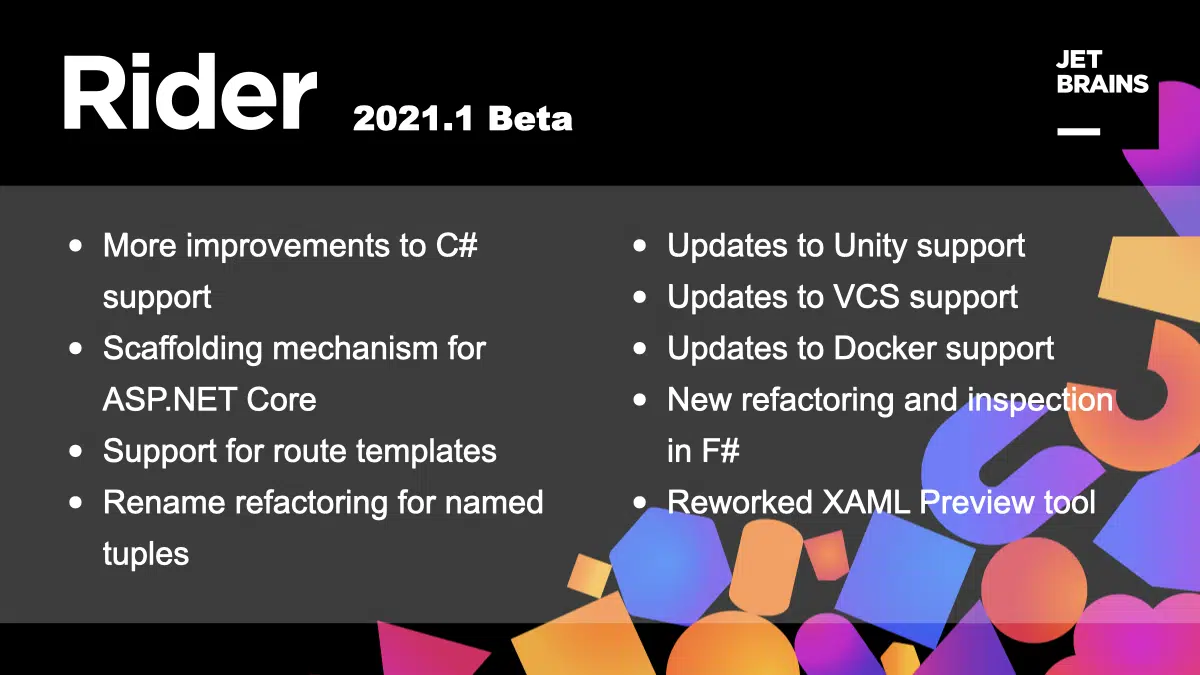 Rider 2021.1 Beta
JET
BRAINS
• More improvements to C#
support
• Scaffolding mechanism for
ASP.NET Core
• Support for route templates
• Rename refactoring for named
tuples
• Updates to Unity support
• Updates to VCS support
• Updates to Docker support
• New refactoring and inspection
in F#
• Reworked XAML Preview tool